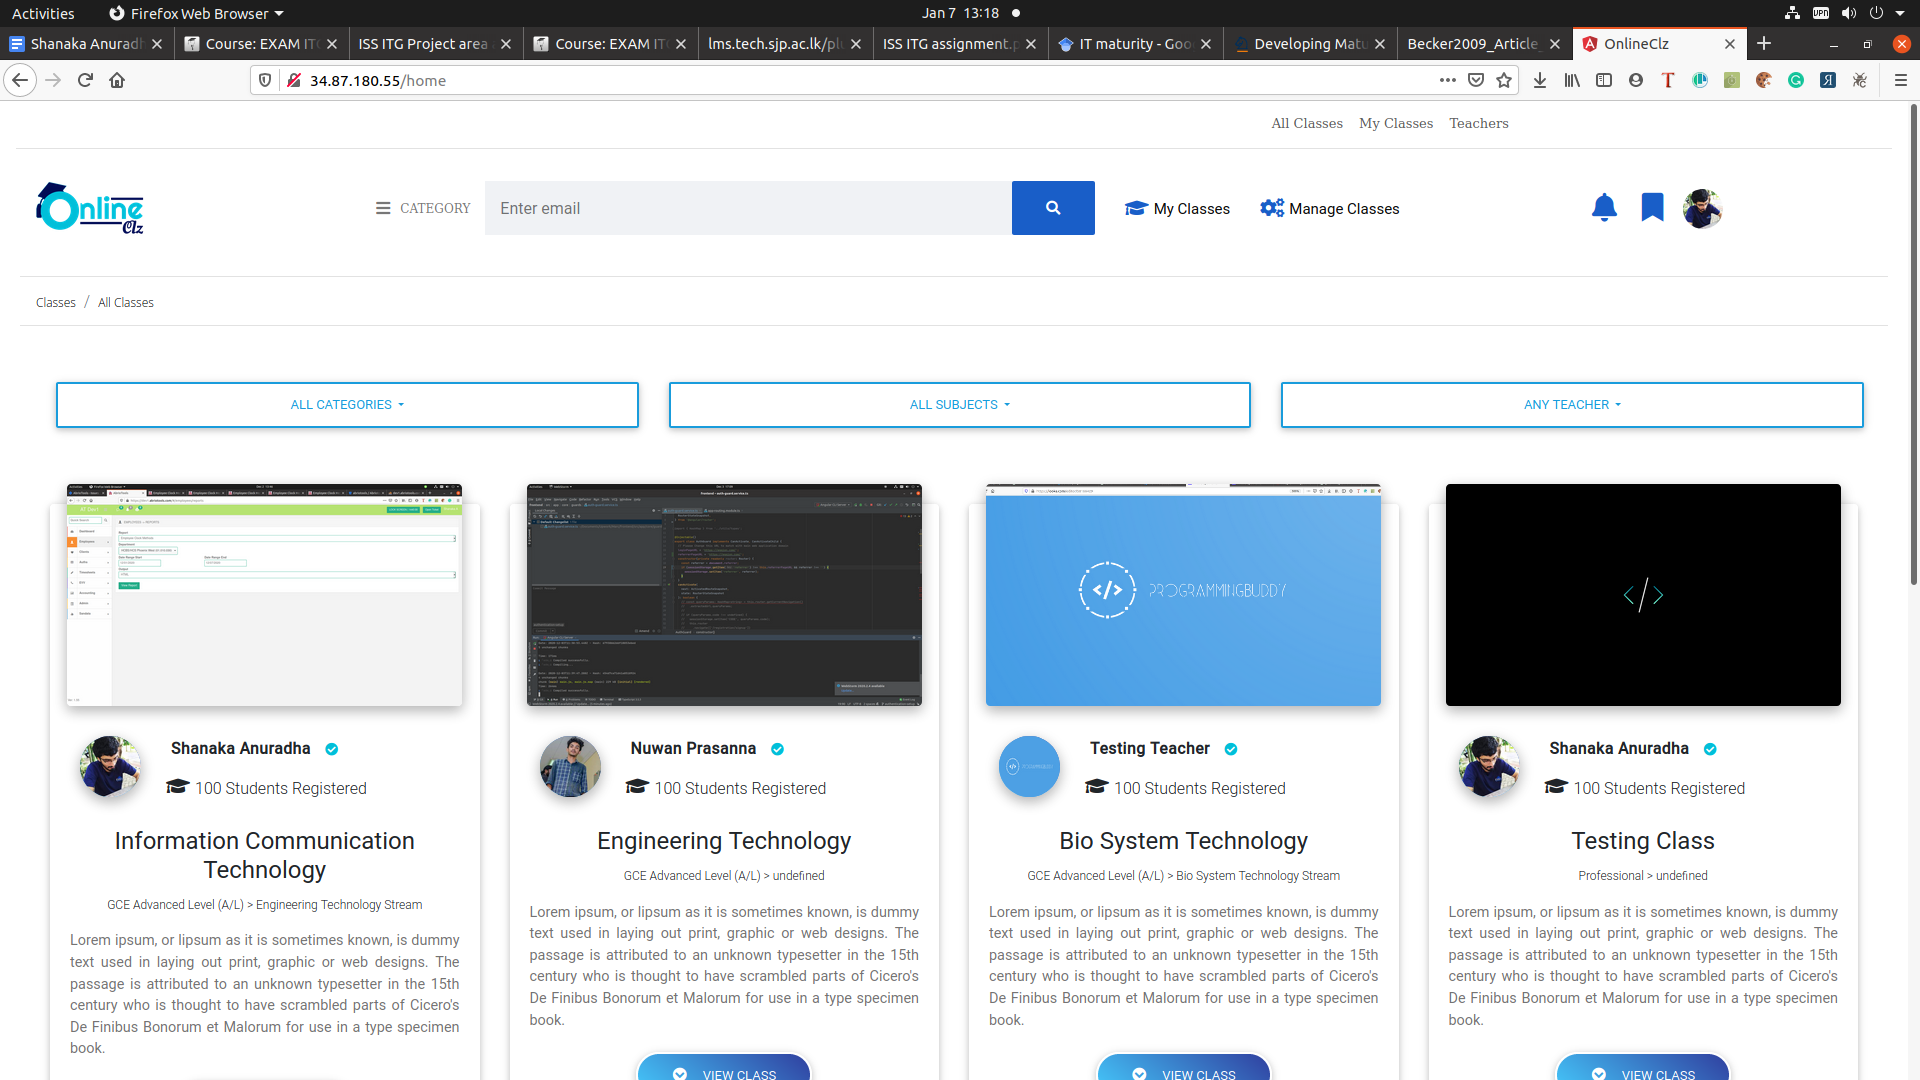 Activities
Firefox Web Browser
Jan 7 13:18
VPN
Shanaka Anurad
Course: EXAM IT
ISS ITG Project area
Course: EXAM IT
lms.tech.sjp.ac.lk/pl
ISS ITG assignment.p
IT maturity - Goo
Developing Matu
Becker2009_Article_
OnlineClz
34.87.180.55/home
All Classes
My Classes
Teachers
Online
Clz
CATEGORY
Enter email
My Classes
Manage Classes
Classes / All Classes
ALL CATEGORIES
ALL SUBJECTS
ANY TEACHER
PROGRAMMINGBUDDY
Shanaka Anuradha
100 Students Registered
Information Communication
Technology
GCE Advanced Level (A/L) > Engineering Technology Stream
Lorem ipsum, or lipsum as it is sometimes known, is dummy
text used in laying out print, graphic or web designs. The
passage is attributed to an unknown typesetter in the 15th
century who is thought to have scrambled parts of Cicero's
De Finibus Bonorum et Malorum for use in a type specimen
book.
Nuwan Prasanna
100 Students Registered
Engineering Technology
GCE Advanced Level (A/L) > undefined
Lorem ipsum, or lipsum as it is sometimes known, is dummy
text used in laying out print, graphic or web designs. The
passage is attributed to an unknown typesetter in the 15th
century who is thought to have scrambled parts of Cicero's
De Finibus Bonorum et Malorum for use in a type specimen
book.
VIEW CLASS
Testing Teacher
100 Students Registered
Bio System Technology
GCE Advanced Level (A/L) > Bio System Technology Stream
Lorem ipsum, or lipsum as it is sometimes known, is dummy
text used in laying out print, graphic or web designs. The
passage is attributed to an unknown typesetter in the 15th
century who is thought to have scrambled parts of Cicero's
De Finibus Bonorum et Malorum for use in a type specimen
book.
VIEW CLASS
Shanaka Anuradha
100 Students Registered
Testing Class
Professional > undefined
Lorem ipsum, or lipsum as it is sometimes known, is dummy
text used in laying out print, graphic or web designs. The
passage is attributed to an unknown typesetter in the 15th
century who is thought to have scrambled parts of Cicero's
De Finibus Bonorum et Malorum for use in a type specimen
book.
VIEW CLASS